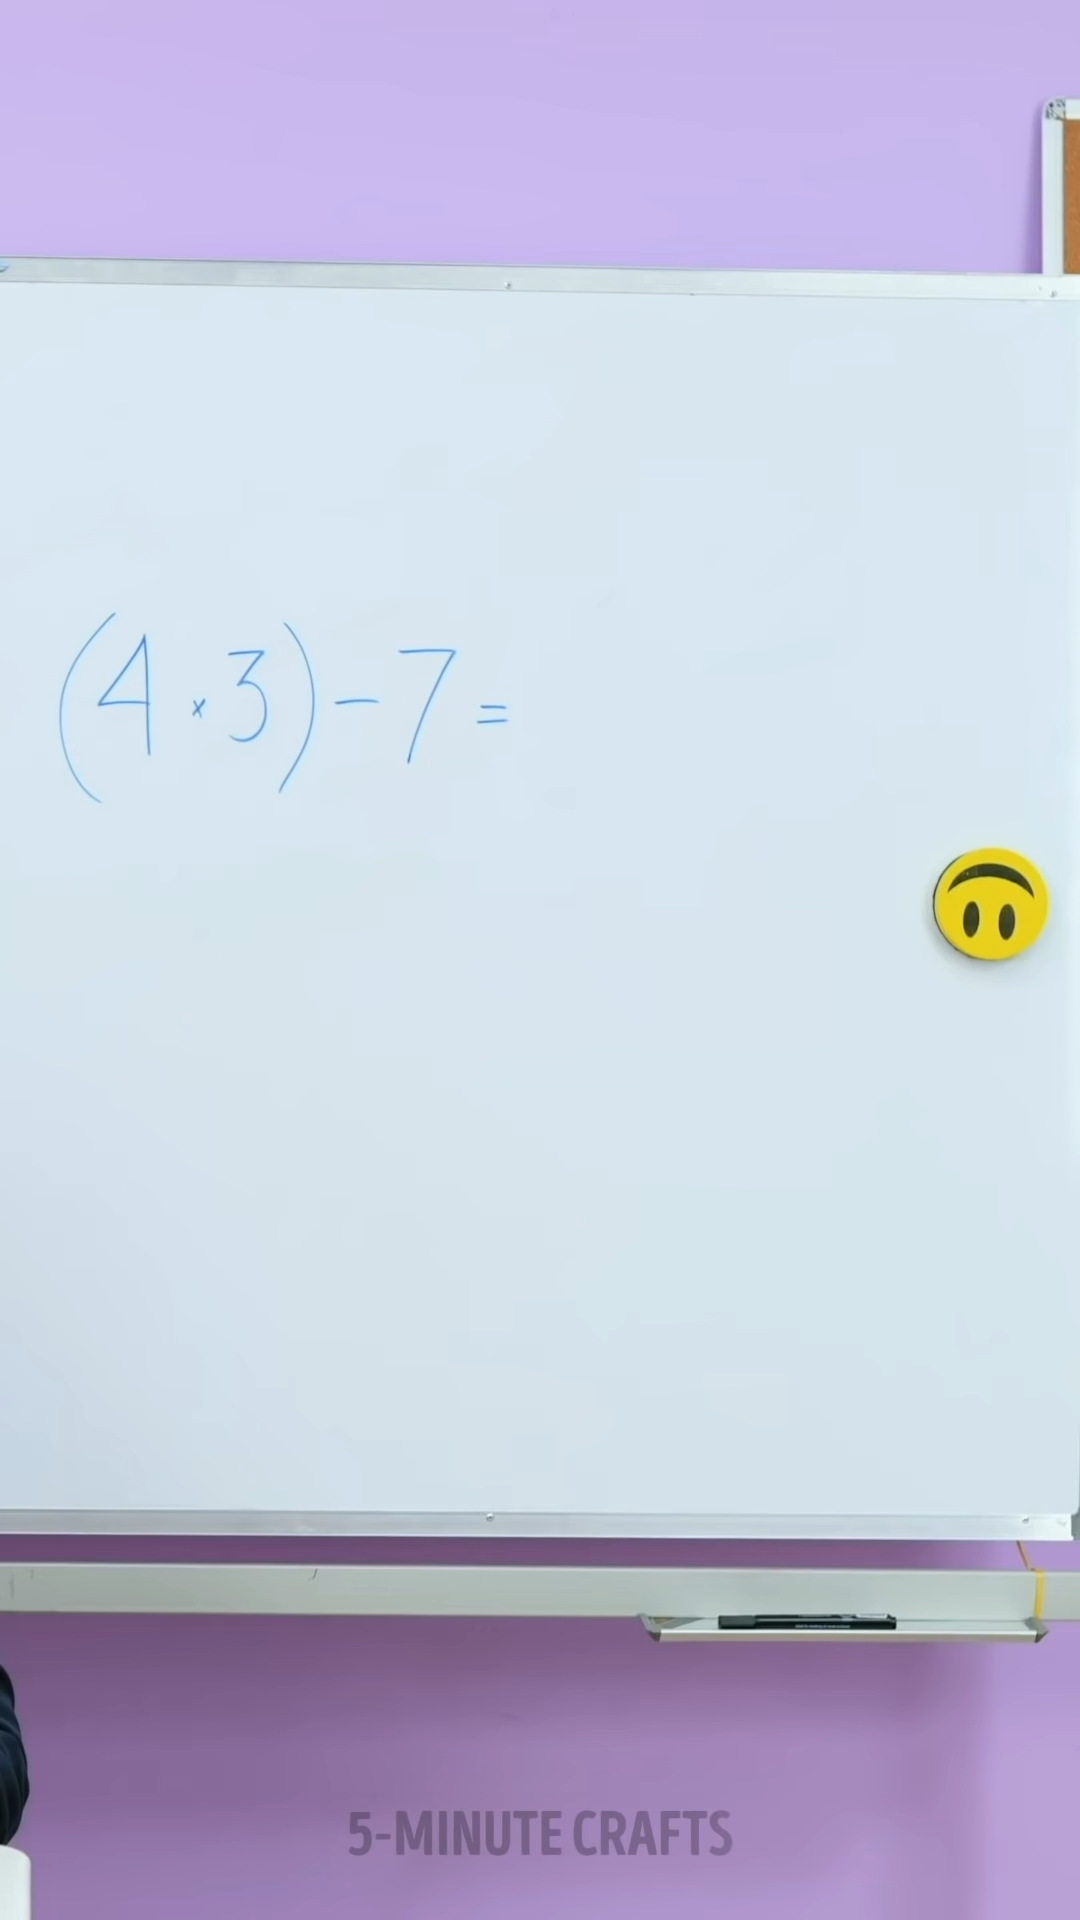 (4 × 3) - 7 =
5-MINUTE CRAFTS